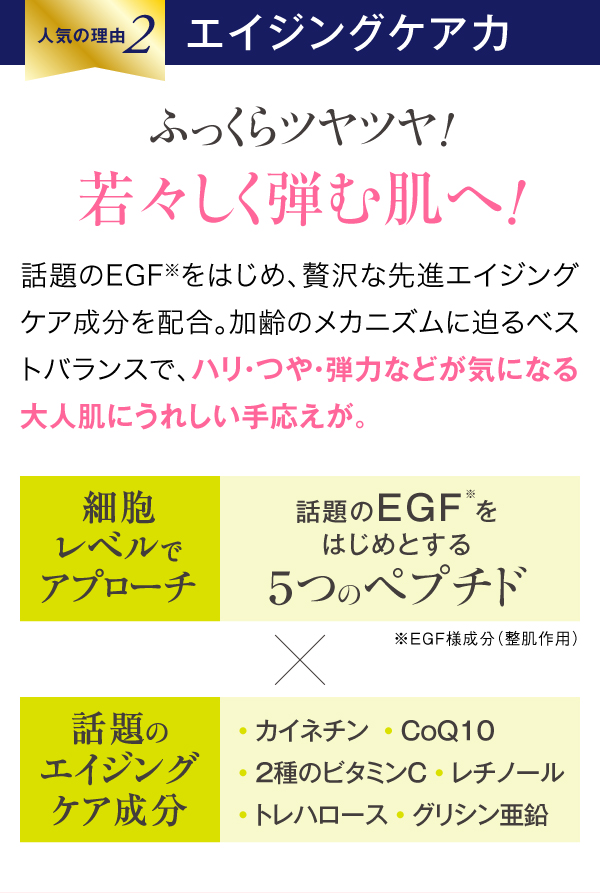 人気の理由2 エイジングケア力
ふっくらツヤツヤ!
若々しく弾む肌へ!
話題のEGF※をはじめ、贅沢な先進エイジング
ケア成分を配合。加齢のメカニズムに迫るベス
トバランスで、ハリ・つや・弾力などが気になる
大人肌にうれしい手応えが。
細胞
レベルで
アプローチ
話題のEGF※を
はじめとする
5つのペプチド
※EGF様成分(整肌作用)
×
話題の
エイジング
ケア成分
・カイネチン ・CoQ10
・2種のビタミンC・レチノール
・トレハロース・グリシン亜鉛